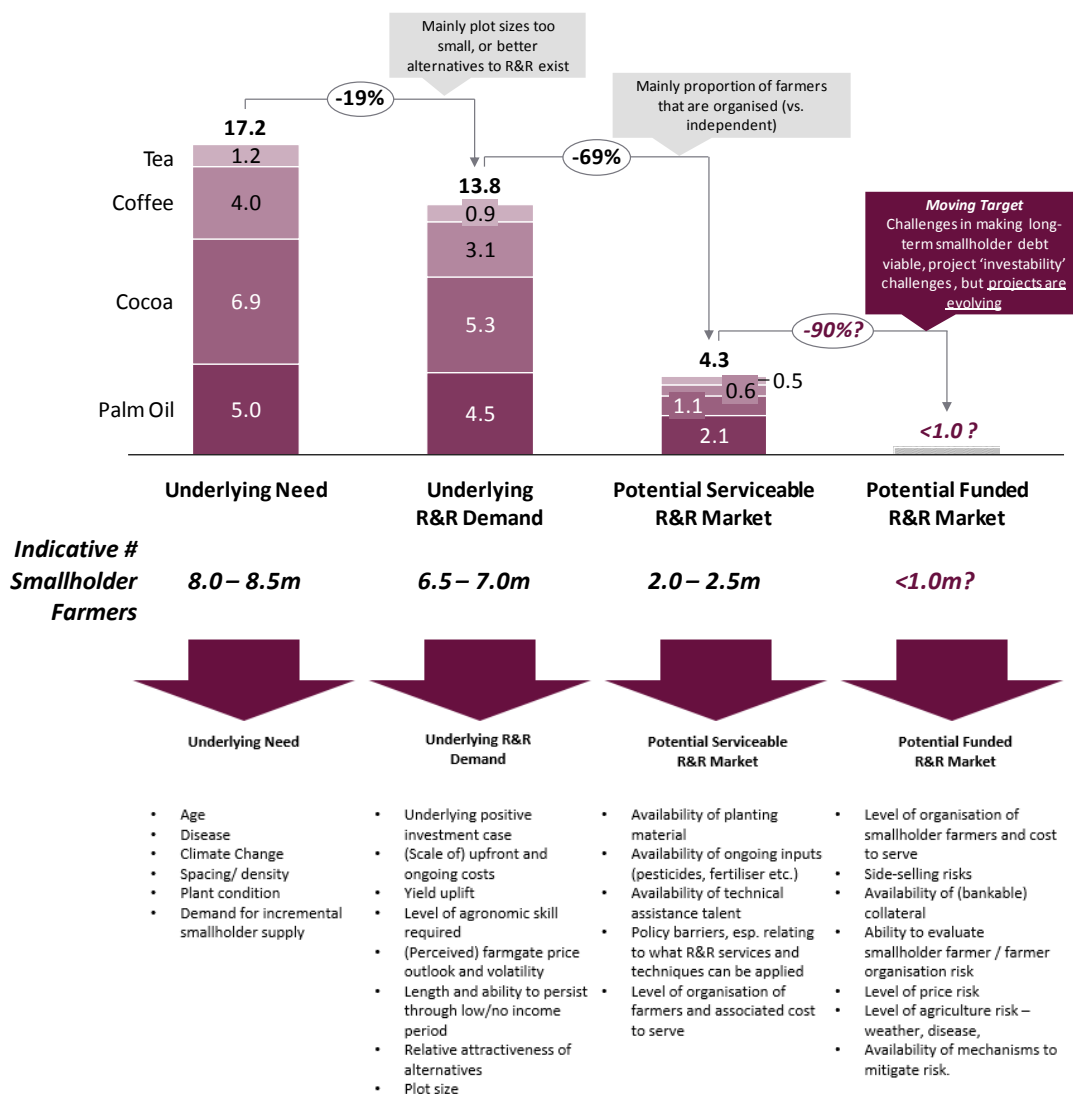 Mainly plot sizes too
small, or better
alternatives to R&R exist
-19%
Mainly proportion of farmers
that are organised (vs.
independent)
-69%
17.2
Tea
1.2
Coffee
4.0
Cocoa
6.9
Palm Oil
5.0
13.8
0.9
3.1
5.3
4.5
Moving Target
Challenges in making long-
term smallholder debt
viable, project ‘investability’
challenges, but projects are
evolving
-90%?
4.3
0.5
0.6
1.1
2.1
<1.0 ?
Underlying Need
Underlying
R&R Demand
Potential Serviceable
R&R Market
Potential Funded
R&R Market
Indicative #
Smallholder
Farmers
8.0 – 8.5m
6.5 – 7.0m
2.0 – 2.5m
<1.0m?
Underlying Need
• Age
• Disease
• Climate Change
• Spacing/ density
• Plant condition
• Demand for incremental
smallholder supply
Underlying R&R
Demand
• Underlying positive
investment case
• (Scale of) upfront and
ongoing costs
• Yield uplift
• Level of agronomic skill
required
• (Perceived) farmgate price
outlook and volatility
• Length and ability to persist
through low/no income
period
• Relative attractiveness of
alternatives
• Plot size
Potential Serviceable
R&R Market
• Availability of planting
material
• Availability of ongoing inputs
(pesticides, fertiliser etc.)
• Availability of technical
assistance talent
• Policy barriers, esp. relating
to what R&R services and
techniques can be applied
• Level of organisation of
farmers and associated cost
to serve
Potential Funded
R&R Market
• Level of organisation of
smallholder farmers and cost
to serve
• Side-selling risks
• Availability of (bankable)
collateral
• Ability to evaluate
smallholder farmer / farmer
organisation risk
• Level of price risk
• Level of agriculture risk –
weather, disease,
• Availability of mechanisms to
mitigate risk.